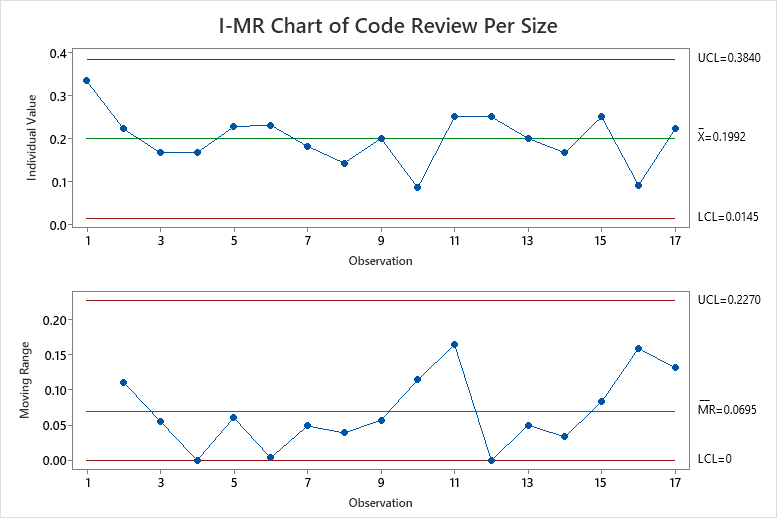 I-MR Chart of Code Review Per Size
Individual Value
0.4
0.3
0.2
0.1
0.0
UCL=0.3840
X̄=0.1992
LCL=0.0145
1 3 5 7 9 11 13 15 17
Observation
Moving Range
0.20
0.15
0.10
0.05
0.00
UCL=0.2270
M̅R̅=0.0695
LCL=0
1 3 5 7 9 11 13 15 17
Observation